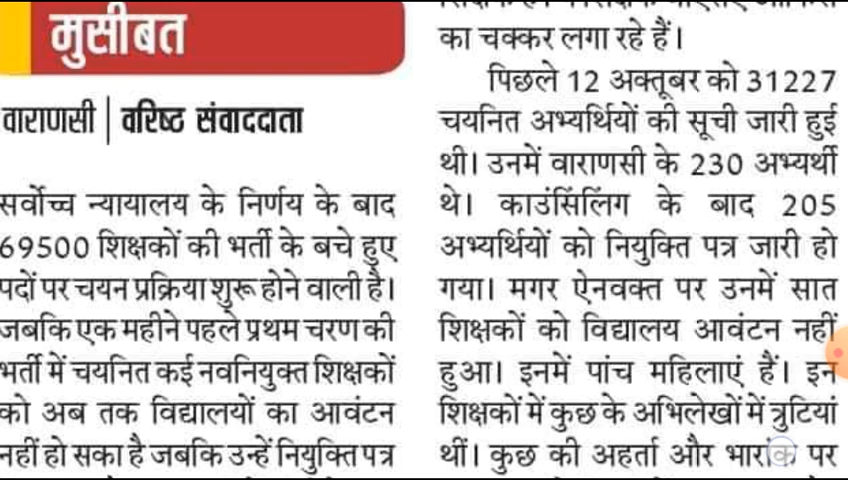 मुसीबत
वाराणसी | वरिष्ठ संवाददाता
सर्वोच्च न्यायालय के निर्णय के बाद
69500 शिक्षकों की भर्ती के बचे हुए
पदों पर चयन प्रक्रिया शुरू होने वाली है।
जबकि एक महीने पहले प्रथम चरण की
भर्ती में चयनित कई नवनियुक्त शिक्षकों
को अब तक विद्यालयों का आवंटन
नहीं हो सका है जबकि उन्हें नियुक्ति पत्र
का चक्कर लगा रहे हैं।
पिछले 12 अक्तूबर को 31227
चयनित अभ्यर्थियों की सूची जारी हुई
थी। उनमें वाराणसी के 230 अभ्यर्थी
थे। काउंसिंलिंग के बाद 205
अभ्यर्थियों को नियुक्ति पत्र जारी हो
गया। मगर ऐनवक्त पर उनमें सात
शिक्षकों को विद्यालय आवंटन नहीं
हुआ। इनमें पांच महिलाएं हैं। इन
शिक्षकों में कुछ के अभिलेखों में त्रुटियां
थीं। कुछ की अहर्ता और भारांक पर